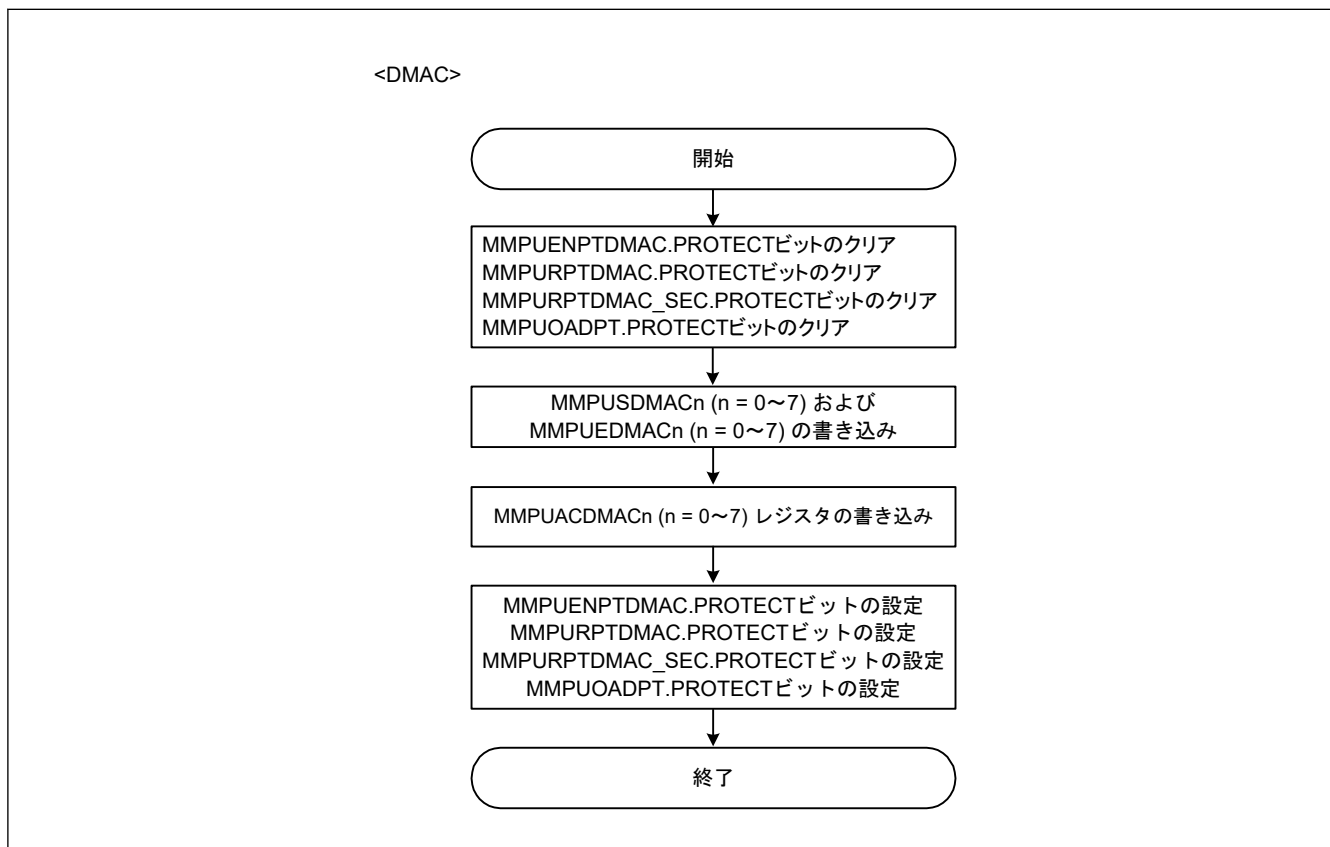 <DMAC>
開始
MMPUENPTDMAC.PROTECTビットのクリア
MMPURPTDMAC.PROTECTビットのクリア
MMPURPTDMAC_SEC.PROTECTビットのクリア
MMPUOADPT.PROTECTビットのクリア
MMPUSDMACn (n = 0～7) および
MMPUEDMACn (n = 0～7) の書き込み
MMPUACDMACn (n = 0～7) レジスタの書き込み
MMPUENPTDMAC.PROTECTビットの設定
MMPURPTDMAC.PROTECTビットの設定
MMPURPTDMAC_SEC.PROTECTビットの設定
MMPUOADPT.PROTECTビットの設定
終了